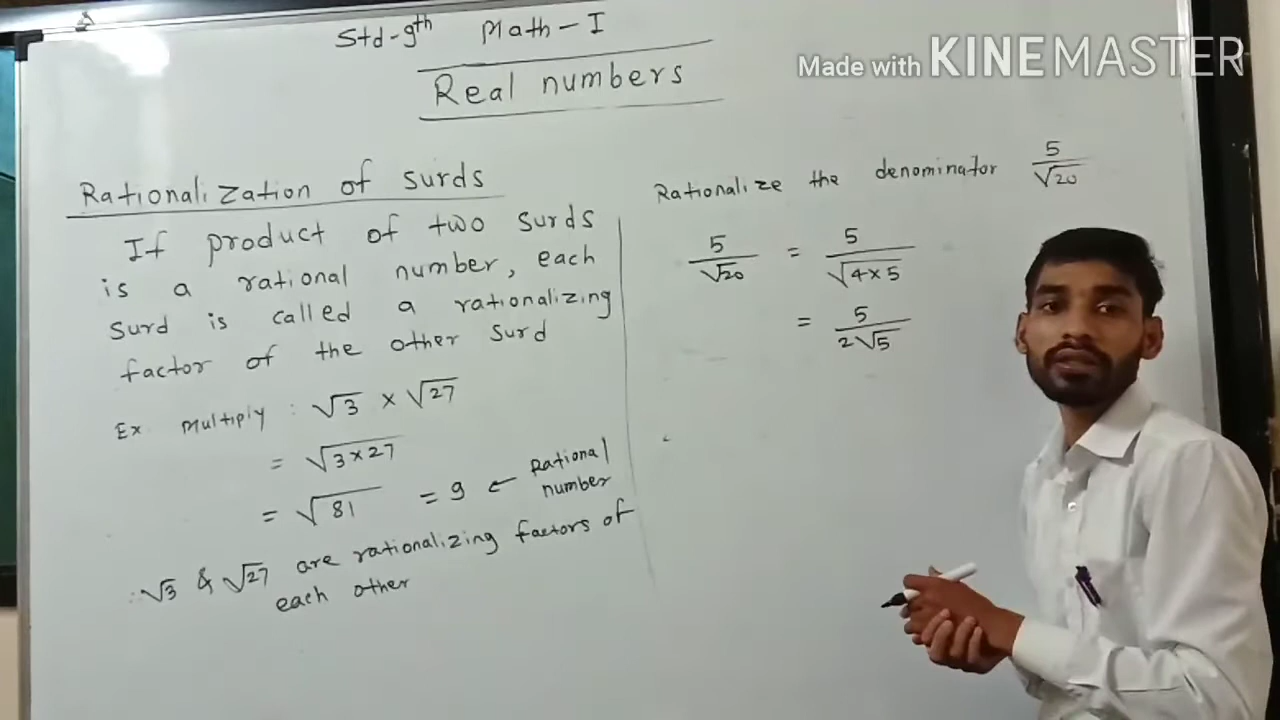 Std-9th Math-I
Made with KINEMASTER
Real numbers
Rationalization of surds
If product of two surds
is a rational number, each
surd is called a rationalizing
factor of the other surd
Ex Multiply : √3 × √27
= √3×27
= √81 = 9 ← Rational number
∴ √3 & √27 are rationalizing factors of
each other
Rationalize the denominator 5/√20
5/√20 = 5/√4×5
= 5/2√5